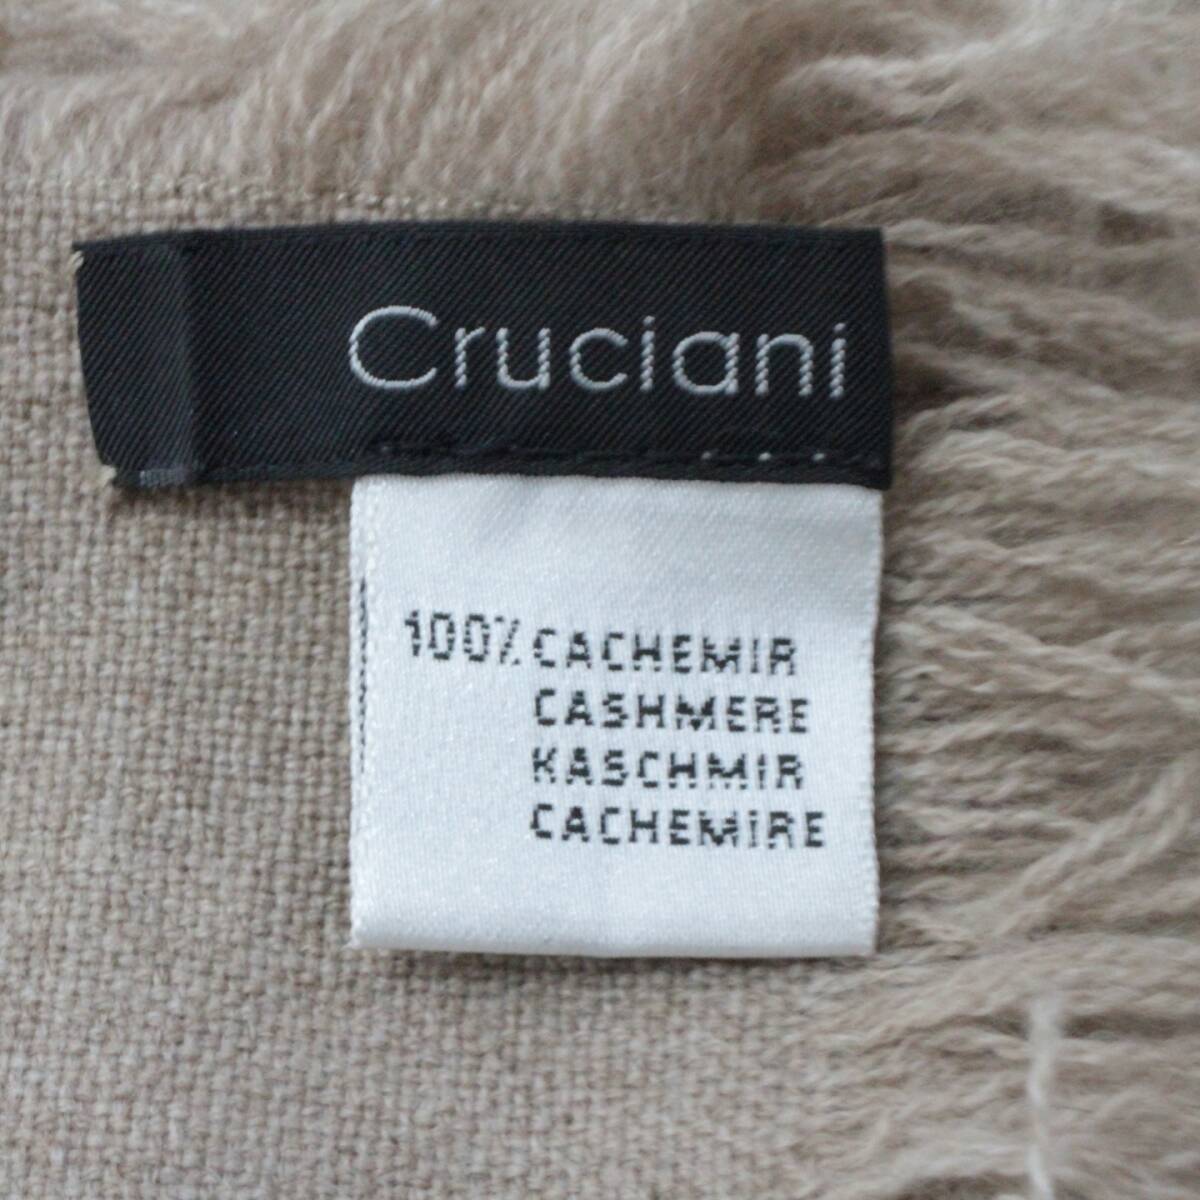 Cruciani
100% CACHEMIR
CASHMERE
KASCHMIR
CACHEMIRE